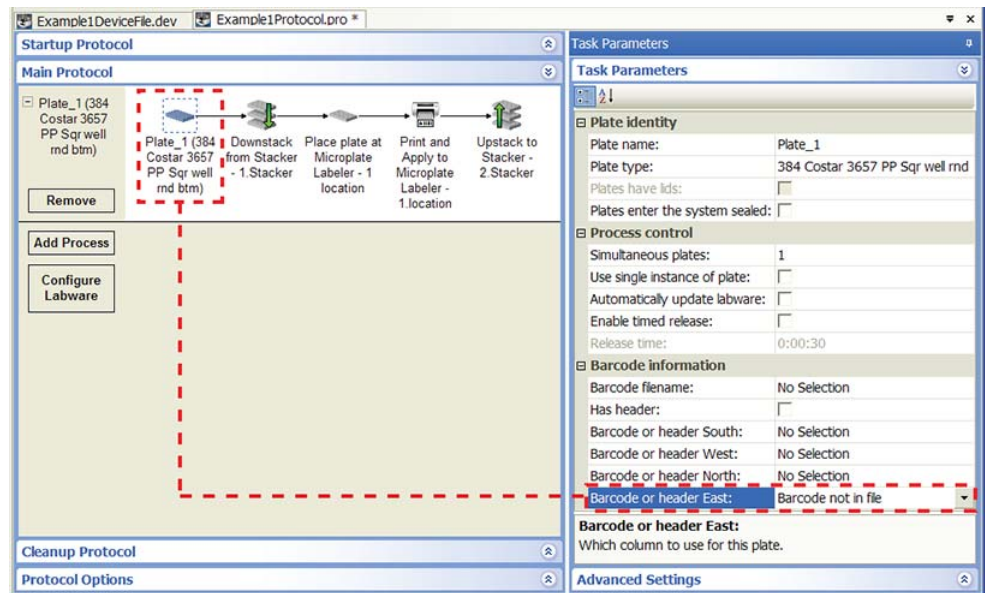 Example1DeviceFile.dev
Example1Protocol.pro *
Startup Protocol
Main Protocol
Plate_1 (384
Costar 3657
PP Sqr well
rnd btm)
Remove
Plate_1 (384
Costar 3657
PP Sqr well
rnd btm)
Downstack
from Stacker
- 1.Stacker
Place plate at
Microplate
Labeler - 1
location
Print and
Apply to
Microplate
Labeler -
1.location
Upstack to
Stacker -
2.Stacker
Add Process
Configure
Labware
Cleanup Protocol
Protocol Options
Task Parameters
Task Parameters
Plate identity
Plate name: Plate_1
Plate type: 384 Costar 3657 PP Sqr well rnd
Plates have lids:
Plates enter the system sealed:
Process control
Simultaneous plates: 1
Use single instance of plate:
Automatically update labware:
Enable timed release:
Release time: 0:00:30
Barcode information
Barcode filename: No Selection
Has header:
Barcode or header South: No Selection
Barcode or header West: No Selection
Barcode or header North: No Selection
Barcode or header East: Barcode not in file
Barcode or header East:
Which column to use for this plate.
Advanced Settings